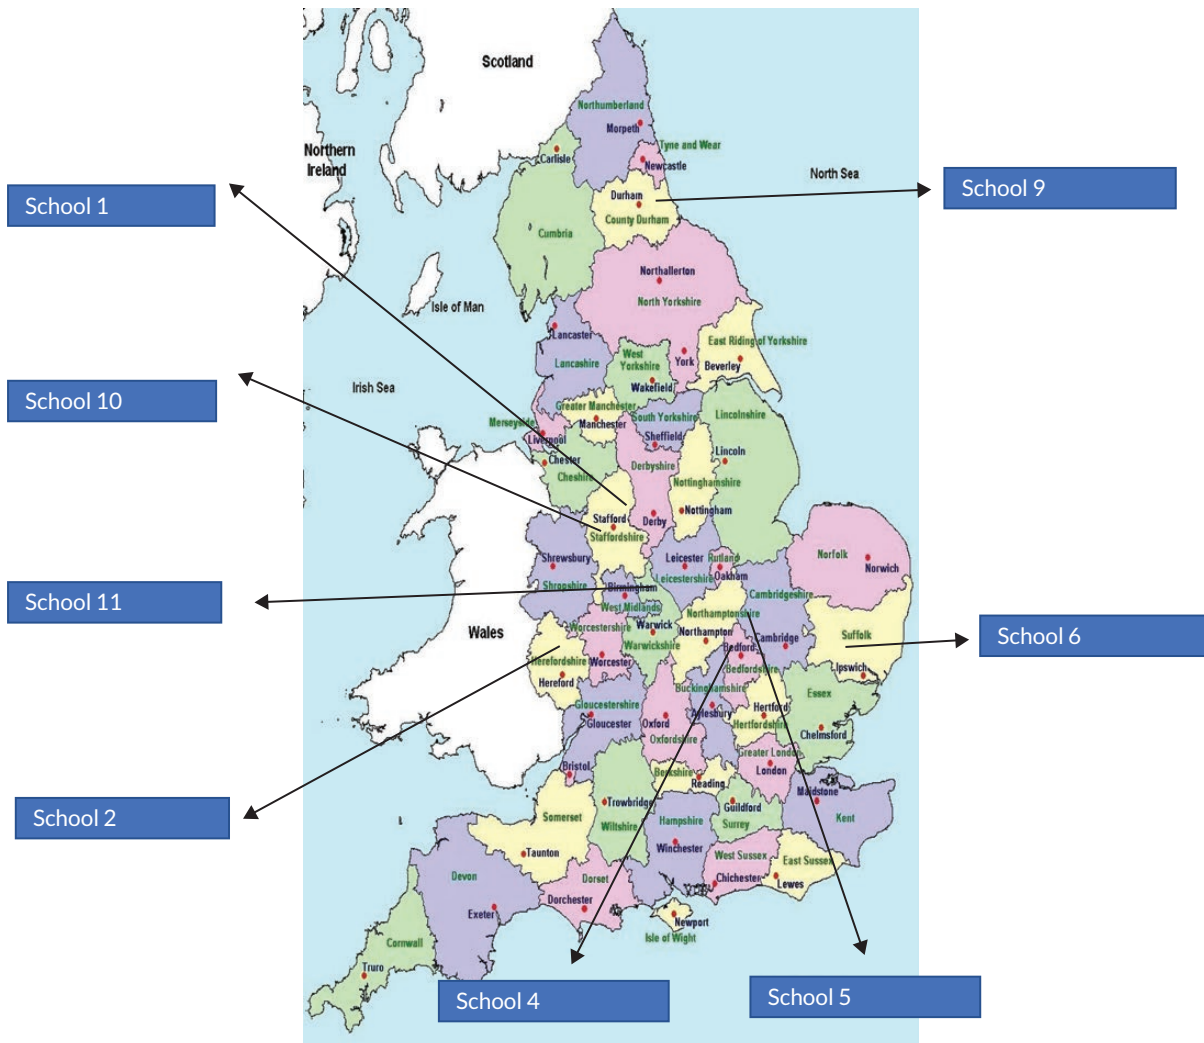 Scotland
Northumberland
Morpeth
Tyne and Wear
Northern
Ireland
Carlisle
Newcastle
North Sea
School 9
School 1
Durham
County Durham
Cumbria
Northallerton
North Yorkshire
Isle of Man
Lancaster
East Riding of Yorkshire
West
Yorkshire
York
Beverley
Lancashire
Irish Sea
Wakefield
School 10
Greater Manchester
Merseyside
Manchester
South Yorkshire
Lincolnshire
Liverpool
Sheffield
Chester
Lincoln
Derbyshire
Cheshire
Nottinghamshire
Stafford
Derby
Nottingham
Staffordshire
Shrewsbury
Leicester
Rutland
Norfolk
Norwich
Leicestershire
Oakham
School 11
Shropshire
Birmingham
Cambridgeshire
West Midlands
Northamptonshire
Wales
Worcestershire
Warwick
Northampton
Cambridge
Suffolk
School 6
Warwickshire
Bedford
Herefordshire
Worcester
Bedfordshire
Ipswich
Hereford
Buckinghamshire
Essex
Gloucestershire
Aylesbury
Hertford
Gloucester
Oxford
Hertfordshire
Chelmsford
Oxfordshire
Greater London
Bristol
Berkshire
London
Reading
Maidstone
School 2
Trowbridge
Guildford
Somerset
Wiltshire
Hampshire
Surrey
Kent
Taunton
Winchester
West Sussex
East Sussex
Devon
Dorset
Chichester
Lewes
Dorchester
Exeter
Newport
Isle of Wight
Cornwall
Truro
School 4
School 5